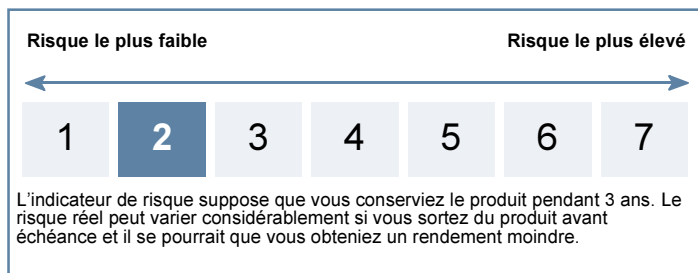 Risque le plus faible Risque le plus élevé
1 2 3 4 5 6 7
L'indicateur de risque suppose que vous conserviez le produit pendant 3 ans. Le
risque réel peut varier considérablement si vous sortez du produit avant
échéance et il se pourrait que vous obteniez un rendement moindre.